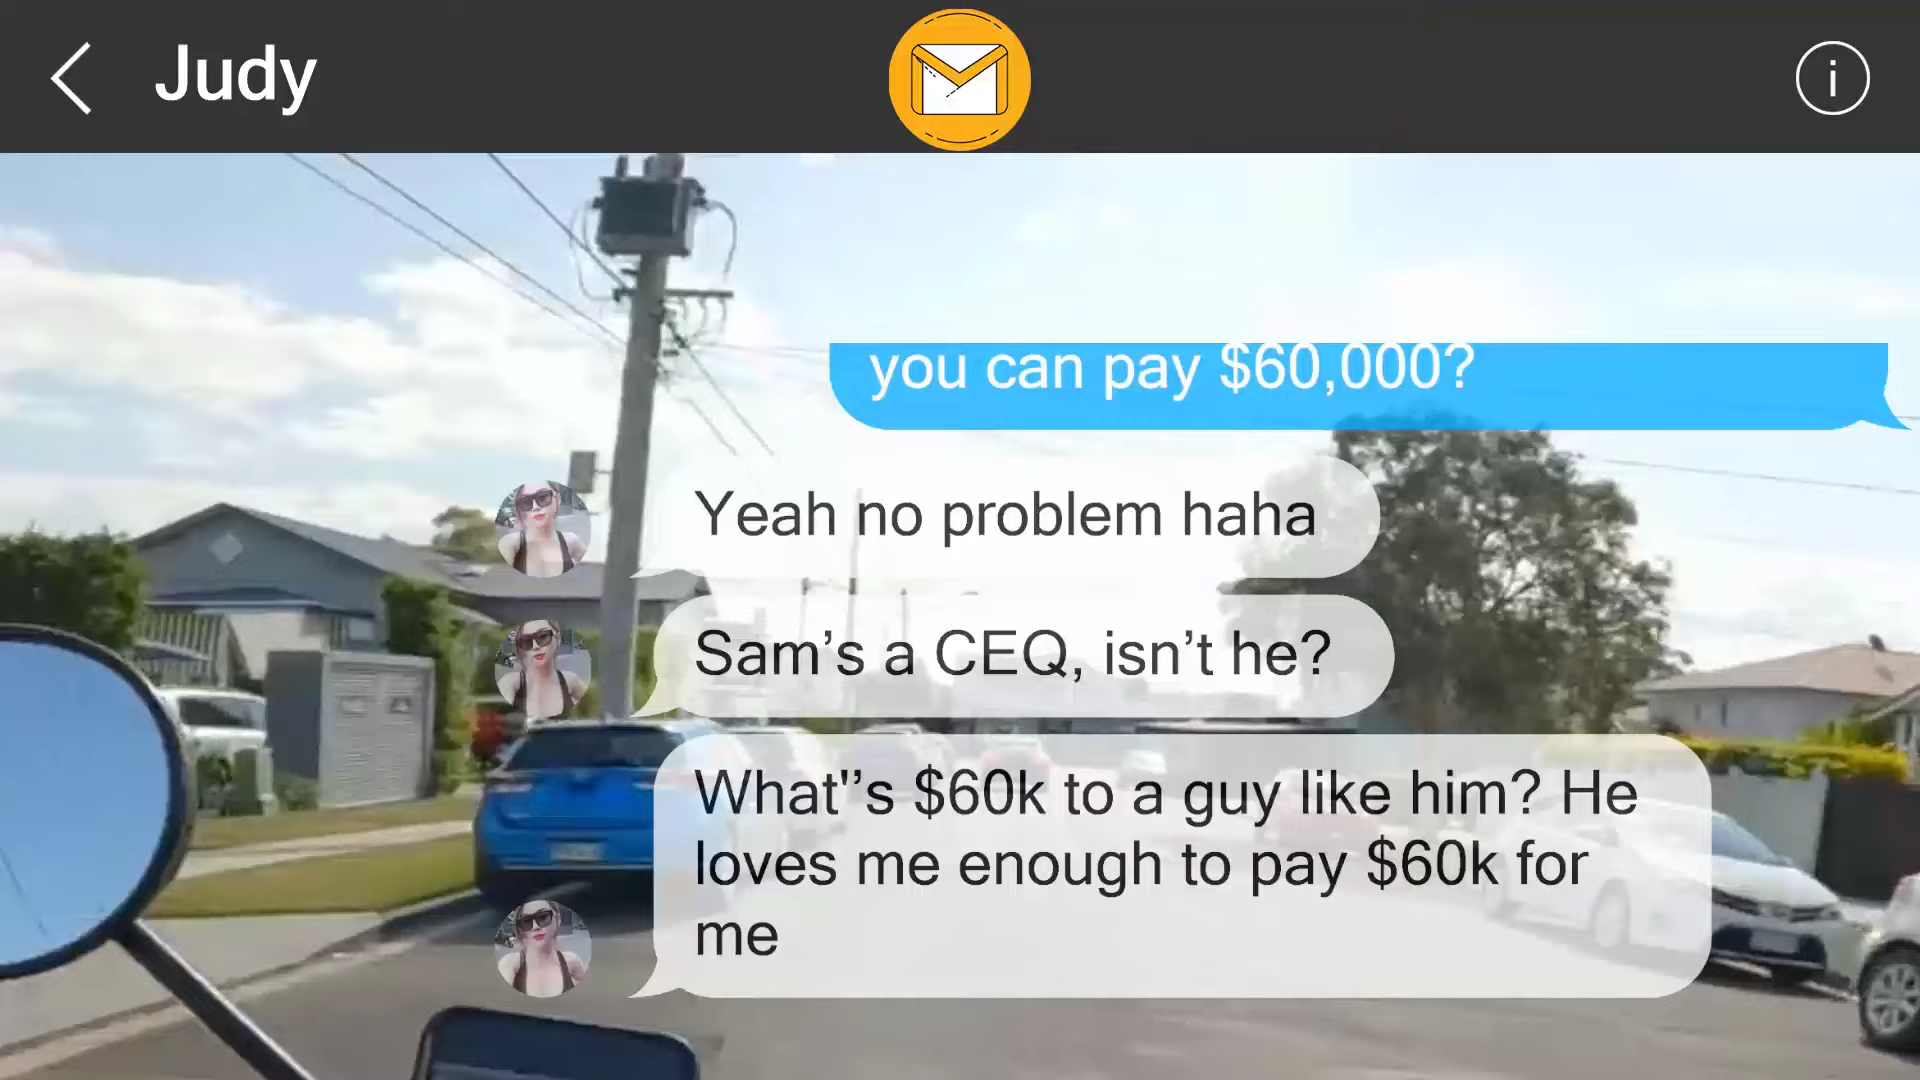 Judy
you can pay $60,000?
Yeah no problem haha
Sam’s a CEQ, isn’t he?
What"’s $60k to a guy like him? He
loves me enough to pay $60k for
me